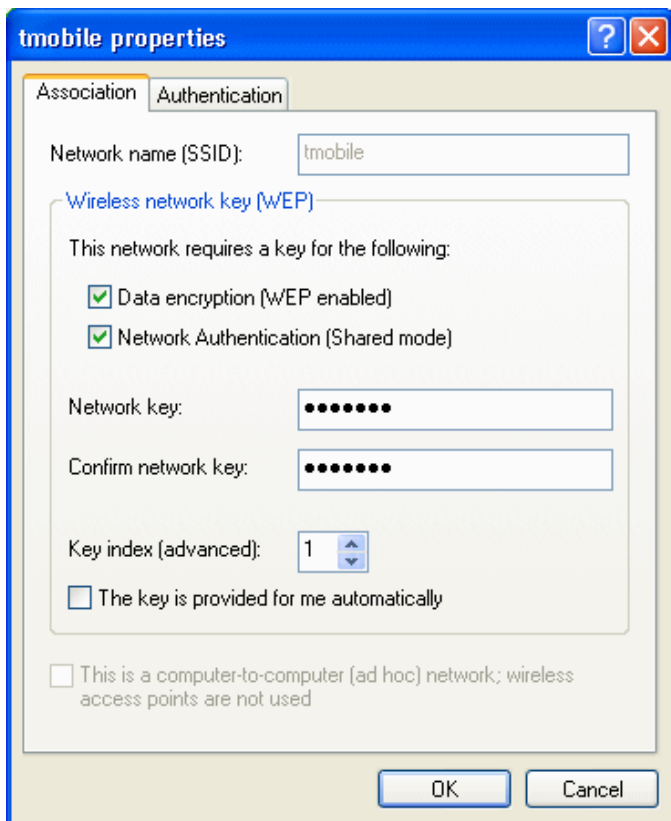 tmobile properties
Association
Authentication
Network name (SSID):
tmobile
Wireless network key (WEP)
This network requires a key for the following:
Data encryption (WEP enabled)
Network Authentication (Shared mode)
Network key:
•••••••
Confirm network key:
•••••••
Key index (advanced):
1
The key is provided for me automatically
This is a computer-to-computer (ad hoc) network; wireless
access points are not used
OK
Cancel